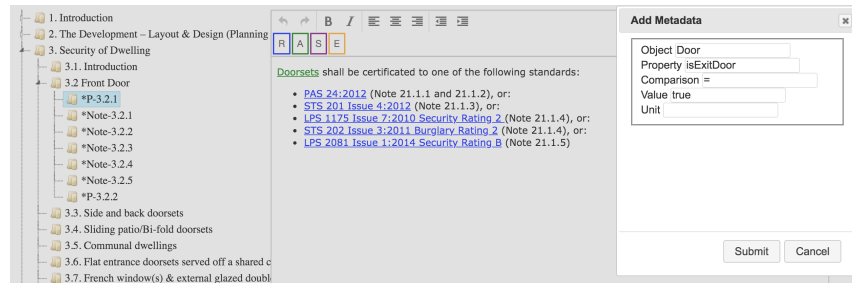 1. Introduction
2. The Development – Layout & Design (Planning
3. Security of Dwelling
3.1. Introduction
3.2 Front Door
*P-3.2.1
*Note-3.2.1
*Note-3.2.2
*Note-3.2.3
*Note-3.2.4
*Note-3.2.5
*P-3.2.2
3.3. Side and back doorsets
3.4. Sliding patio/Bi-fold doorsets
3.5. Communal dwellings
3.6. Flat entrance doorsets served off a shared c
3.7. French window(s) & external glazed doubl
B I
R A S E
Doorsets shall be certificated to one of the following standards:
• PAS 24:2012 (Note 21.1.1 and 21.1.2), or:
• STS 201 Issue 4:2012 (Note 21.1.3), or:
• LPS 1175 Issue 7:2010 Security Rating 2 (Note 21.1.4), or:
• STS 202 Issue 3:2011 Burglary Rating 2 (Note 21.1.4), or:
• LPS 2081 Issue 1:2014 Security Rating B (Note 21.1.5)
Add Metadata
Object Door
Property isExitDoor
Comparison =
Value true
Unit
Submit Cancel